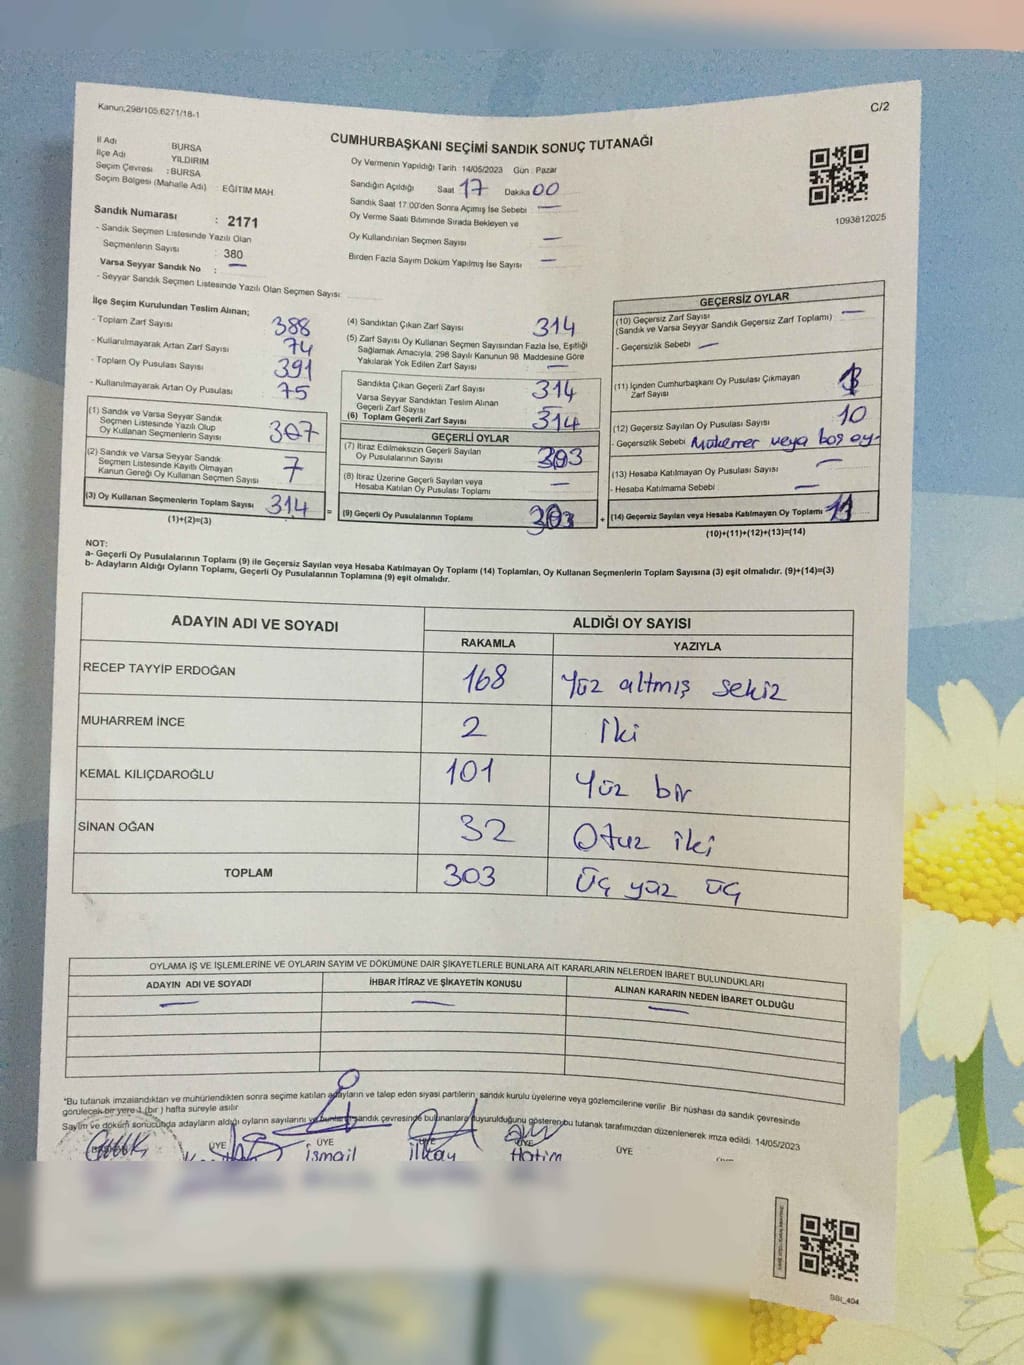 Kanun;298/105;6271/18-1
C/2
CUMHURBAŞKANI SEÇİMİ SANDIK SONUÇ TUTANAĞI
İl Adı BURSA
İlçe Adı YILDIRIM
Seçim Çevresi : BURSA
Seçim Bölgesi (Mahalle Adı) EĞİTİM MAH.
Oy Vermenin Yapıldığı Tarih 14/05/2023 Gün : Pazar
Sandığın Açıldığı Saat 17 Dakika 00
Sandık Saat 17:00'den Sonra Açımış İse Sebebi —
Oy Verme Saati Bitiminde Sırada Bekleyen ve
Oy Kullandırılan Seçmen Sayısı —
Birden Fazla Sayım Döküm Yapılmış İse Sayısı —
1093812025
Sandık Numarası : 2171
- Sandık Seçmen Listesinde Yazılı Olan
Seçmenlerin Sayısı : 380
Varsa Seyyar Sandık No : —
- Seyyar Sandık Seçmen Listesinde Yazılı Olan Seçmen Sayısı:
İlçe Seçim Kurulundan Teslim Alınan;
- Toplam Zarf Sayısı 388
- Kullanılmayarak Artan Zarf Sayısı 74
- Toplam Oy Pusulası Sayısı 391
- Kullanılmayarak Artan Oy Pusulası 75
(1) Sandık ve Varsa Seyyar Sandık
Seçmen Listesinde Yazılı Olup
Oy Kullanan Seçmenlerin Sayısı 307
(2) Sandık ve Varsa Seyyar Sandık
Seçmen Listesinde Kayıtlı Olmayan
Kanun Gereği Oy Kullanan Seçmen Sayısı 7
(3) Oy Kullanan Seçmenlerin Toplam Sayısı 314 =
(1)+(2)=(3)
(4) Sandıktan Çıkan Zarf Sayısı 314
(5) Zarf Sayısı Oy Kullanan Seçmen Sayısından Fazla İse, Eşitliği
Sağlamak Amacıyla, 298 Sayılı Kanunun 98. Maddesine Göre
Yakılarak Yok Edilen Zarf Sayısı —
Sandıkta Çıkan Geçerli Zarf Sayısı 314
Varsa Seyyar Sandıktan Teslim Alınan
Geçerli Zarf Sayısı —
(6) Toplam Geçerli Zarf Sayısı 314
GEÇERLİ OYLAR
(7) İtiraz Edilmeksizin Geçerli Sayılan
Oy Pusulalarının Sayısı 303
(8) İtiraz Üzerine Geçerli Sayılan veya
Hesaba Katılan Oy Pusulası Toplamı —
(9) Geçerli Oy Pusulalarının Toplamı 303 +
GEÇERSİZ OYLAR
(10) Geçersiz Zarf Sayısı —
(Sandık ve Varsa Seyyar Sandık Geçersiz Zarf Toplamı)
- Geçersizlik Sebebi —
(11) İçinden Cumhurbaşkanı Oy Pusulası Çıkmayan
Zarf Sayısı 1
(12) Geçersiz Sayılan Oy Pusulası Sayısı 10
- Geçersizlik Sebebi Mükerrer veya boş oy-
(13) Hesaba Katılmayan Oy Pusulası Sayısı —
- Hesaba Katılmama Sebebi —
(14) Geçersiz Sayılan veya Hesaba Katılmayan Oy Toplamı 11
(10)+(11)+(12)+(13)=(14)
NOT:
a- Geçerli Oy Pusulalarının Toplamı (9) ile Geçersiz Sayılan veya Hesaba Katılmayan Oy Toplamı (14) Toplamları, Oy Kullanan Seçmenlerin Toplam Sayısına (3) eşit olmalıdır. (9)+(14)=(3)
b- Adayların Aldığı Oyların Toplamı, Geçerli Oy Pusulalarının Toplamına (9) eşit olmalıdır.
ADAYIN ADI VE SOYADI ALDIĞI OY SAYISI
RAKAMLA YAZIYLA
RECEP TAYYİP ERDOĞAN 168 Yüz altmış sekiz
MUHARREM İNCE 2 İki
KEMAL KILIÇDAROĞLU 101 Yüz bir
SİNAN OĞAN 32 Otuz iki
TOPLAM 303 Üç yüz üç
OYLAMA İŞ VE İŞLEMLERİNE VE OYLARIN SAYIM VE DÖKÜMÜNE DAİR ŞİKAYETLERLE BUNLARA AİT KARARLARIN NELERDEN İBARET BULUNDUKLARI
ADAYIN ADI VE SOYADI İHBAR İTİRAZ VE ŞİKAYETİN KONUSU ALINAN KARARIN NEDEN İBARET OLDUĞU
— — —
"Bu tutanak imzalandıktan ve mühürlendikten sonra seçime katılan adayların ve talep eden siyasi partilerin sandık kurulu üyelerine veya gözlemcilerine verilir. Bir nüshası da sandık çevresinde
görülecek bir yere 1 (bir) hafta süreyle asılır
Sayım ve döküm sonucunda adayların aldığı oyların sayılarını ve sandık çevresinde bulunanlara duyurulduğunu gösteren bu tutanak tarafımızdan düzenlenerek imza edildi. 14/05/2023
ÜYE ÜYE ÜYE ÜYE ÜYE
İsmail İlkay Hatim
BBI_404